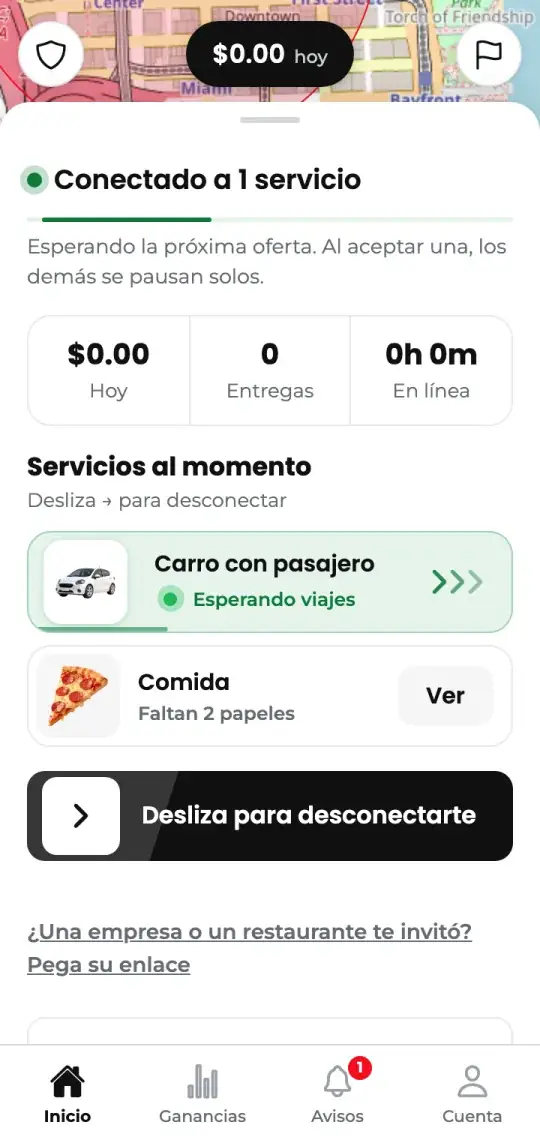 Center
Downtown
Park
Torch of Friendship
$0.00 hoy
Miami
Bayfront
Conectado a 1 servicio
Esperando la próxima oferta. Al aceptar una, los
demás se pausan solos.
$0.00
Hoy
0
Entregas
0h 0m
En línea
Servicios al momento
Desliza → para desconectar
Carro con pasajero
Esperando viajes
Comida
Faltan 2 papeles
Ver
Desliza para desconectarte
¿Una empresa o un restaurante te invitó?
Pega su enlace
1
Inicio
Ganancias
Avisos
Cuenta